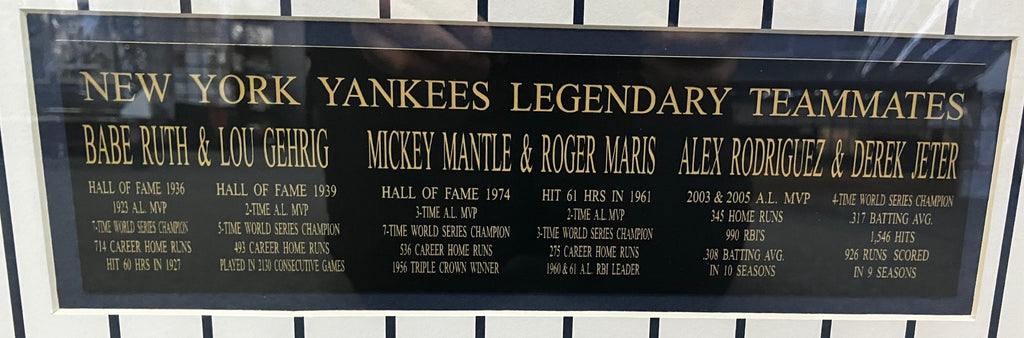 NEW YORK YANKEES LEGENDARY TEAMMATES
BABE RUTH & LOU GEHRIG
HALL OF FAME 1936
1923 A.L. MVP
7-TIME WORLD SERIES CHAMPION
714 CAREER HOME RUNS
HIT 60 HRS IN 1927
HALL OF FAME 1939
2-TIME A.L. MVP
5-TIME WORLD SERIES CHAMPION
493 CAREER HOME RUNS
PLAYED IN 2130 CONSECUTIVE GAMES
MICKEY MANTLE & ROGER MARIS
HALL OF FAME 1974
3-TIME A.L. MVP
7-TIME WORLD SERIES CHAMPION
536 CAREER HOME RUNS
1956 TRIPLE CROWN WINNER
HIT 61 HRS IN 1961
2-TIME A.L. MVP
3-TIME WORLD SERIES CHAMPION
275 CAREER HOME RUNS
1960 & 61 A.L. RBI LEADER
ALEX RODRIGUEZ & DEREK JETER
2003 & 2005 A.L. MVP
345 HOME RUNS
990 RBI'S
.308 BATTING AVG.
IN 10 SEASONS
4-TIME WORLD SERIES CHAMPION
.317 BATTING AVG.
1,546 HITS
926 RUNS SCORED
IN 9 SEASONS